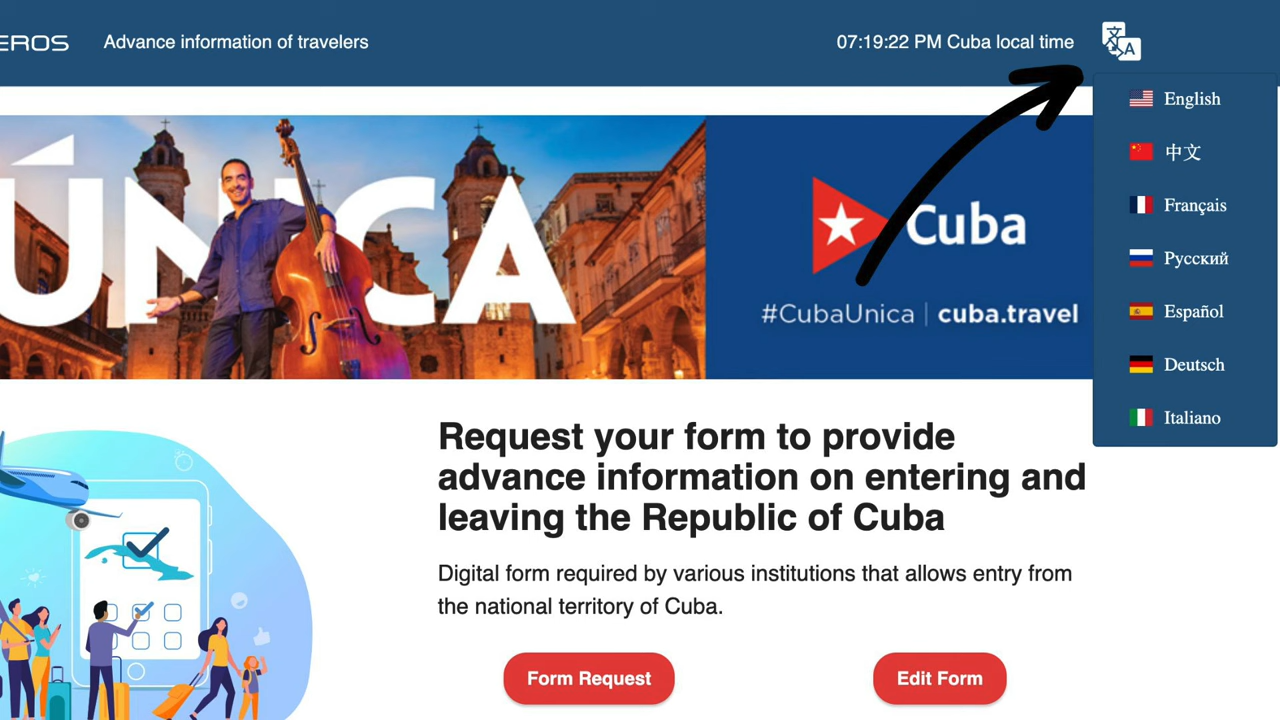 EROS
Advance information of travelers
07:19:22 PM Cuba local time
文 A
English
中文
Français
Русский
Español
Deutsch
Italiano
ÚNICA
Cuba
#CubaUnica | cuba.travel
Request your form to provide
advance information on entering and
leaving the Republic of Cuba
Digital form required by various institutions that allows entry from
the national territory of Cuba.
Form Request
Edit Form